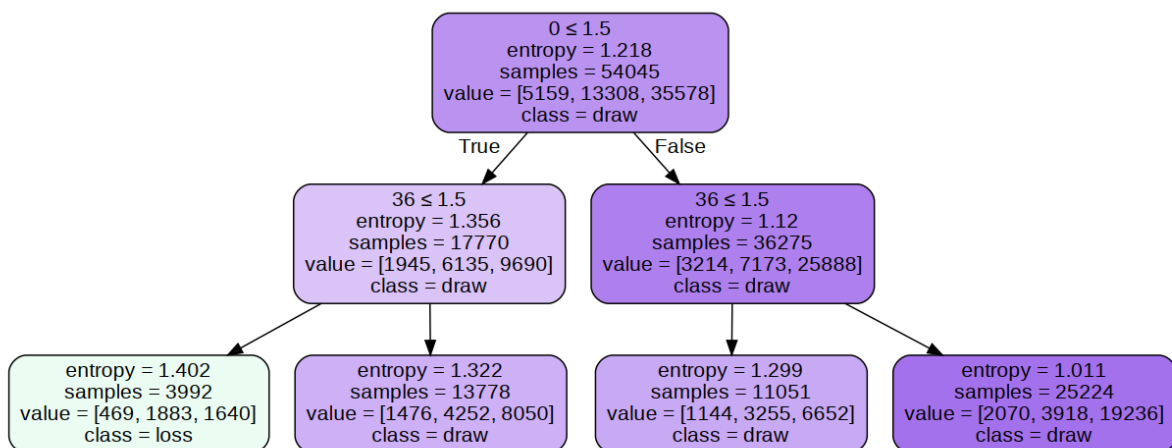 0 ≤ 1.5
entropy = 1.218
samples = 54045
value = [5159, 13308, 35578]
class = draw
True
False
36 ≤ 1.5
entropy = 1.356
samples = 17770
value = [1945, 6135, 9690]
class = draw
36 ≤ 1.5
entropy = 1.12
samples = 36275
value = [3214, 7173, 25888]
class = draw
entropy = 1.402
samples = 3992
value = [469, 1883, 1640]
class = loss
entropy = 1.322
samples = 13778
value = [1476, 4252, 8050]
class = draw
entropy = 1.299
samples = 11051
value = [1144, 3255, 6652]
class = draw
entropy = 1.011
samples = 25224
value = [2070, 3918, 19236]
class = draw